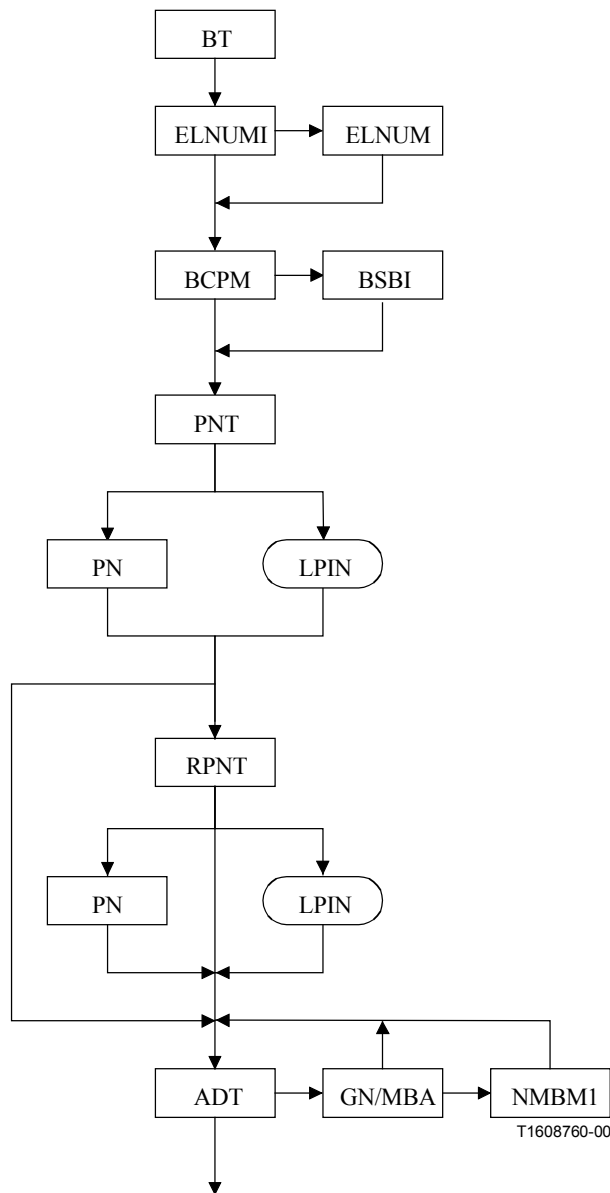 BT
ELNUMI
ELNUM
BCPM
BSBI
PNT
PN
LPIN
RPNT
PN
LPIN
ADT
GN/MBA
NMBM1
T1608760-00